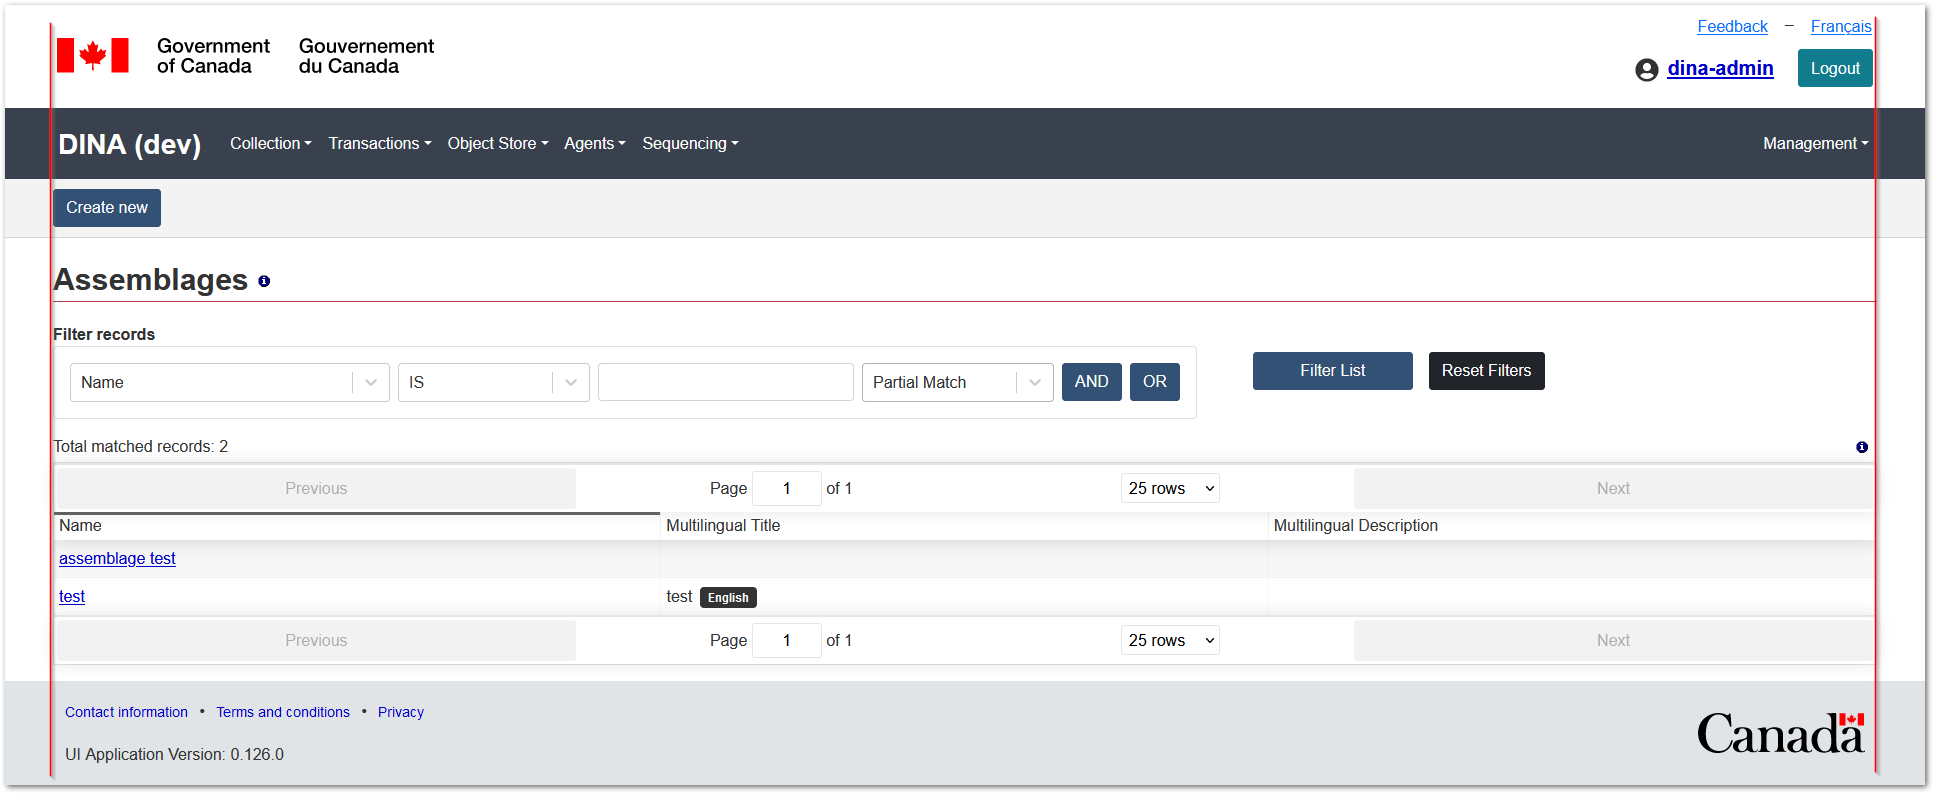 Feedback – Français
Government of Canada
Gouvernement du Canada
dina-admin Logout
DINA (dev) Collection Transactions Object Store Agents Sequencing Management
Create new
Assemblages
Filter records
Name IS Partial Match AND OR Filter List Reset Filters
Total matched records: 2
Previous Page 1 of 1 25 rows Next
Name Multilingual Title Multilingual Description
assemblage test
test test English
Previous Page 1 of 1 25 rows Next
Contact information • Terms and conditions • Privacy
UI Application Version: 0.126.0
Canada